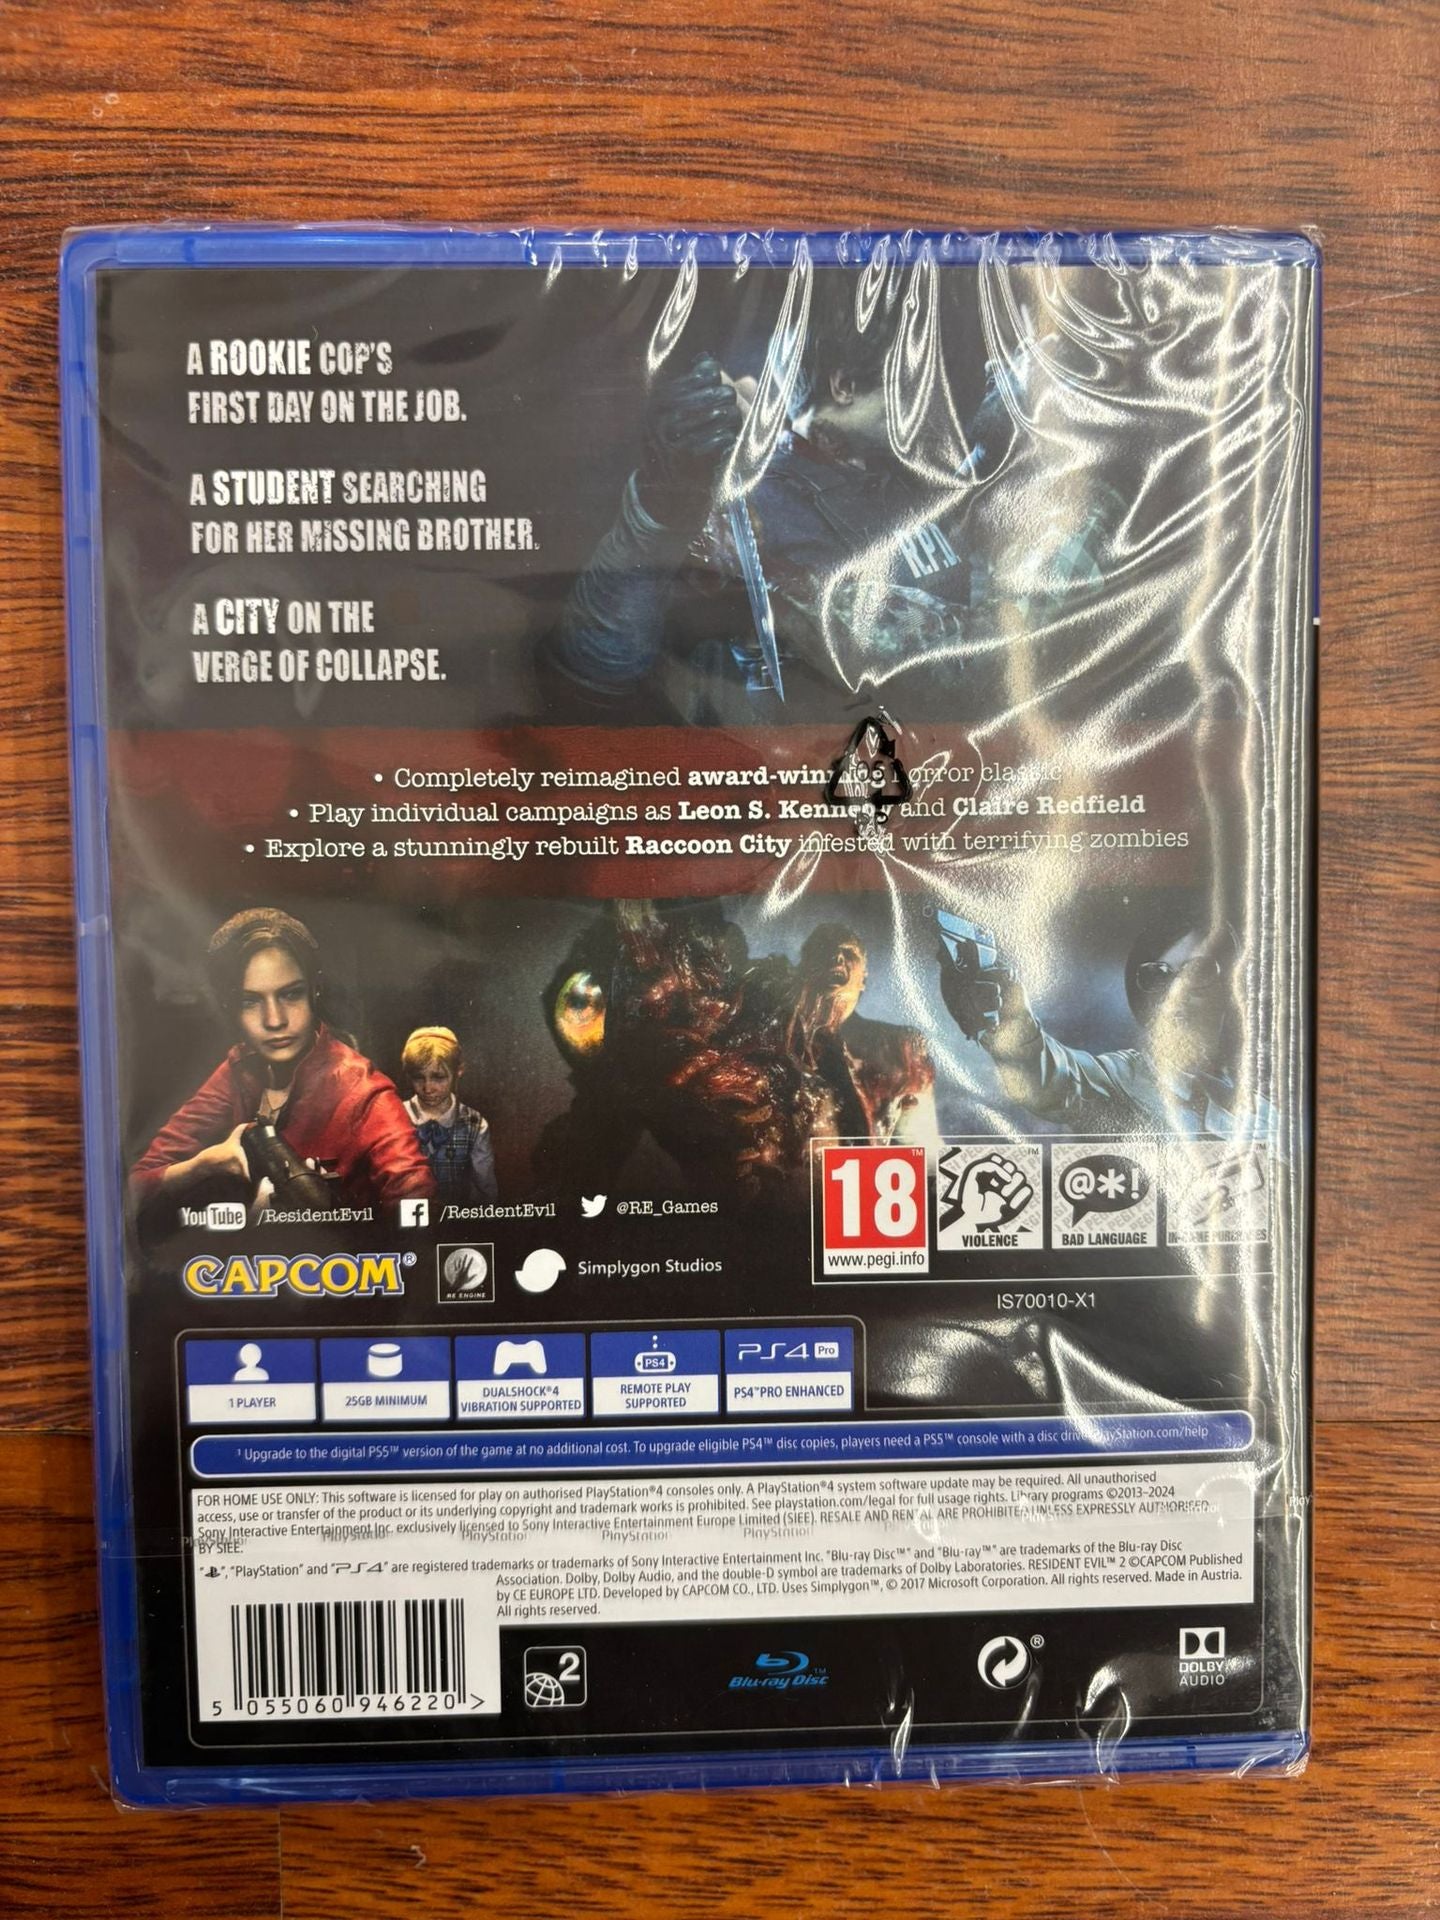 A ROOKIE COP'S
FIRST DAY ON THE JOB.
A STUDENT SEARCHING
FOR HER MISSING BROTHER.
A CITY ON THE
VERGE OF COLLAPSE.
R.P.D
• Completely reimagined award-winning horror classic
• Play individual campaigns as Leon S. Kennedy and Claire Redfield
• Explore a stunningly rebuilt Raccoon City infested with terrifying zombies
YouTube /ResidentEvil /ResidentEvil @RE_Games
18™ www.pegi.info
VIOLENCE BAD LANGUAGE IN-GAME PURCHASES
CAPCOM® RE ENGINE Simplygon Studios
IS70010-X1
1 PLAYER
25GB MINIMUM
DUALSHOCK®4
VIBRATION SUPPORTED
PS4
REMOTE PLAY
SUPPORTED
PS4 Pro
PS4™PRO ENHANCED
¹ Upgrade to the digital PS5™ version of the game at no additional cost. To upgrade eligible PS4™ disc copies, players need a PS5™ console with a disc drive. PlayStation.com/help
FOR HOME USE ONLY: This software is licensed for play on authorised PlayStation®4 consoles only. A PlayStation®4 system software update may be required. All unauthorised
access, use or transfer of the product or its underlying copyright and trademark works is prohibited. See playstation.com/legal for full usage rights. Library programs ©2013-2024
Sony Interactive Entertainment Inc. exclusively licensed to Sony Interactive Entertainment Europe Limited (SIEE). RESALE AND RENTAL ARE PROHIBITED UNLESS EXPRESSLY AUTHORISED
BY SIEE.
PlayStation PlayStation PlayStation PlayStation PlayStation
"", "PlayStation" and "PS4" are registered trademarks or trademarks of Sony Interactive Entertainment Inc. "Blu-ray Disc™" and "Blu-ray™" are trademarks of the Blu-ray Disc
Association. Dolby, Dolby Audio, and the double-D symbol are trademarks of Dolby Laboratories. RESIDENT EVIL™ 2 ©CAPCOM Published
by CE EUROPE LTD. Developed by CAPCOM CO., LTD. Uses Simplygon™, © 2017 Microsoft Corporation. All rights reserved. Made in Austria.
All rights reserved.
5 055060 946220 >
2
Blu-ray Disc™
®
DOLBY
AUDIO